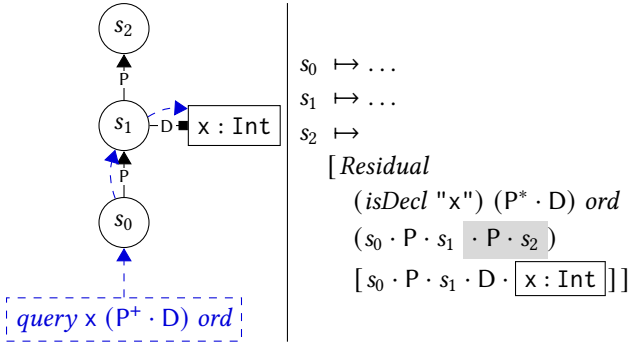 s₂
P
s₁
D
x : Int
P
s₀
query x (P⁺ · D) ord
s₀ ↦ …
s₁ ↦ …
s₂ ↦
[ Residual
(isDecl "x") (P* · D) ord
(s₀ · P · s₁ · P · s₂ )
[ s₀ · P · s₁ · D · x : Int ] ]